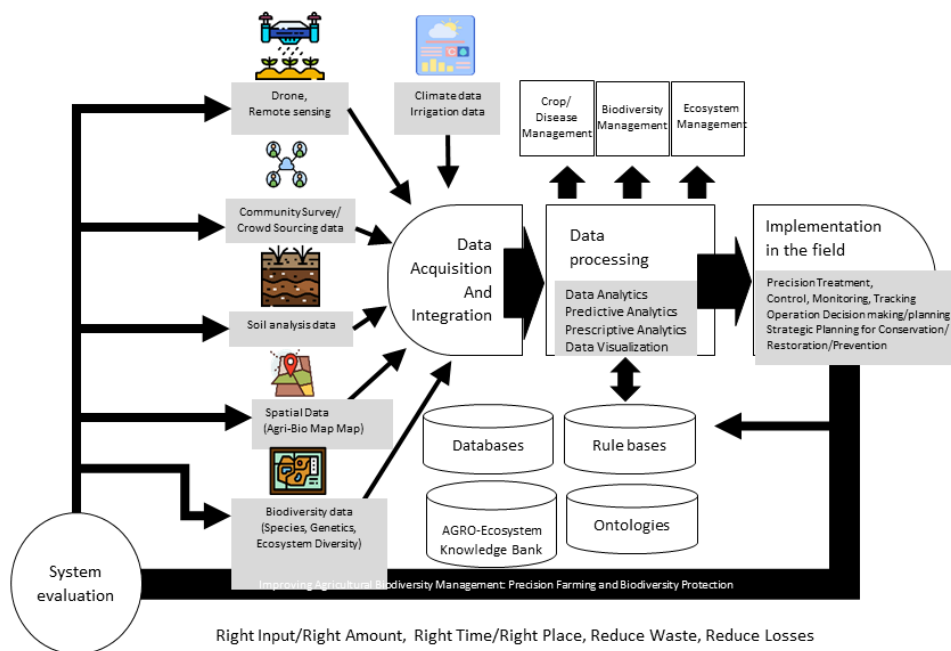 Drone,
Remote sensing
Climate data
Irrigation data
Crop/
Disease
Management
Biodiversity
Management
Ecosystem
Management
Community Survey/
Crowd Sourcing data
Data
Acquisition
And
Integration
Data
processing
Data Analytics
Predictive Analytics
Prescriptive Analytics
Data Visualization
Implementation
in the field
Precision Treatment,
Control, Monitoring, Tracking
Operation Decision making/planning
Strategic Planning for Conservation/
Restoration/Prevention
Soil analysis data
Spatial Data
(Agri-Bio Map Map)
Databases
Rule bases
Biodiversity data
(Species, Genetics,
Ecosystem Diversity)
AGRO-Ecosystem
Knowledge Bank
Ontologies
System
evaluation
Improving Agricultural Biodiversity Management: Precision Farming and Biodiversity Protection
Right Input/Right Amount, Right Time/Right Place, Reduce Waste, Reduce Losses